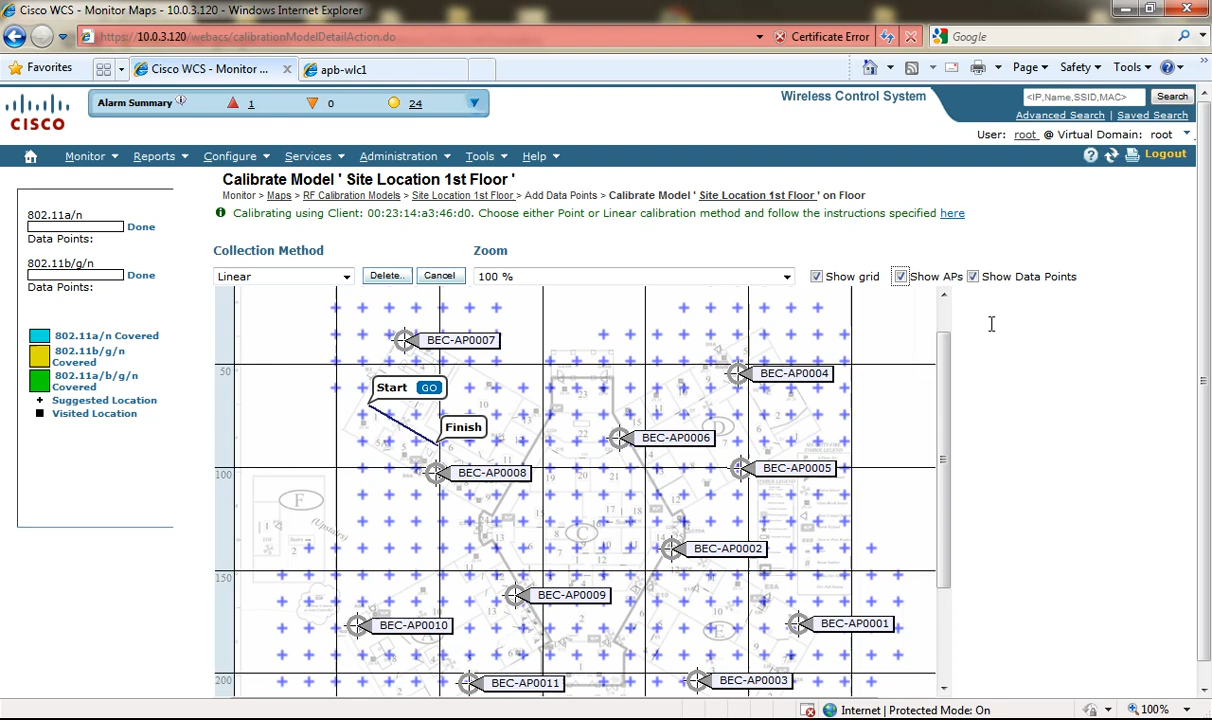 Cisco WCS - Monitor Maps - 10.0.3.120 - Windows Internet Explorer
https://10.0.3.120/webacs/calibrationModelDetailAction.do
Certificate Error
Google
Favorites
Cisco WCS - Monitor ...
apb-wlc1
Page
Safety
Tools
CISCO
Alarm Summary 1 0 24
Wireless Control System
<IP,Name,SSID,MAC>
Search
Advanced Search | Saved Search
User: root @ Virtual Domain: root
Monitor Reports Configure Services Administration Tools Help
Logout
Calibrate Model ' Site Location 1st Floor '
Monitor > Maps > RF Calibration Models > Site Location 1st Floor > Add Data Points > Calibrate Model ' Site Location 1st Floor ' on Floor
Calibrating using Client: 00:23:14:a3:46:d0. Choose either Point or Linear calibration method and follow the instructions specified here
802.11a/n
Done
Data Points:
802.11b/g/n
Done
Data Points:
802.11a/n Covered
802.11b/g/n
Covered
802.11a/b/g/n
Covered
Suggested Location
Visited Location
Collection Method
Zoom
Linear
Delete..
Cancel
100 %
Show grid
Show APs
Show Data Points
BEC-AP0007
50
BEC-AP0004
Start GO
Finish
BEC-AP0006
100
BEC-AP0008
BEC-AP0005
F
(Upstairs)
C
BEC-AP0002
150
BEC-AP0009
BEC-AP0010
E
BEC-AP0001
200
BEC-AP0011
BEC-AP0003
Internet | Protected Mode: On
100%